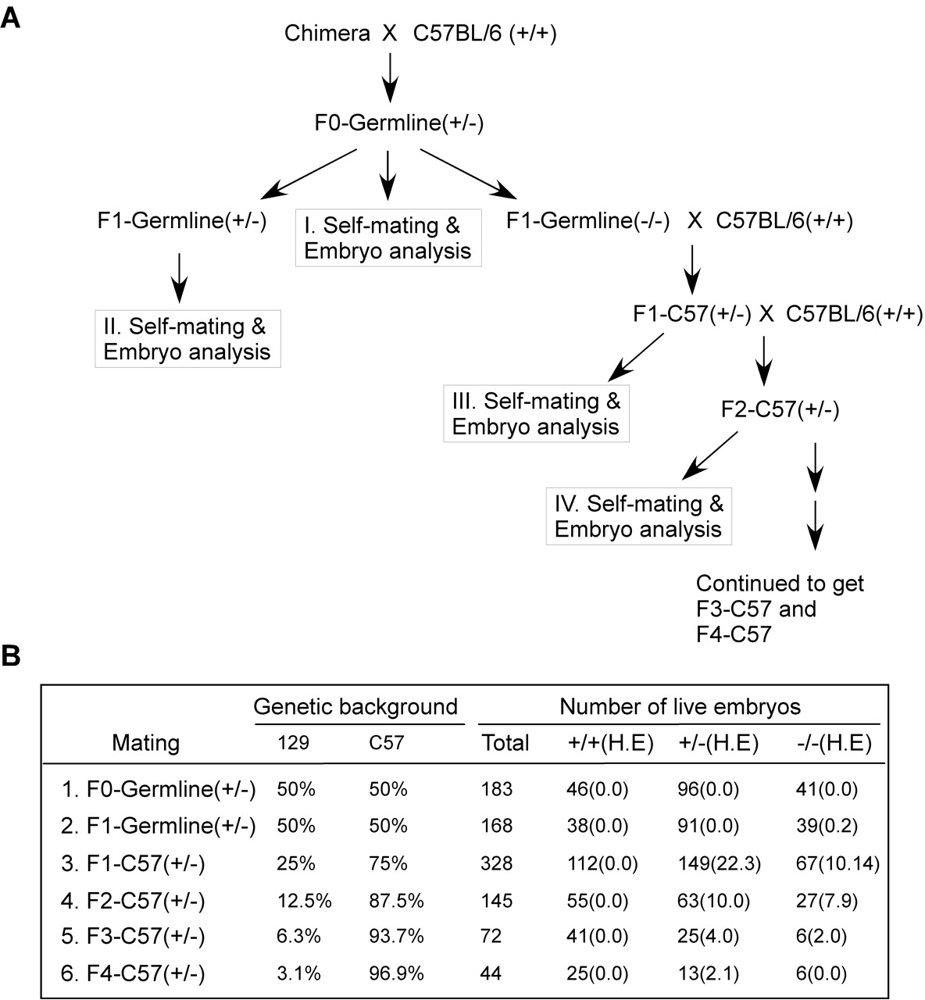 A
Chimera X C57BL/6 (+/+)
F0-Germline(+/-)
F1-Germline(+/-)
I. Self-mating &
Embryo analysis
F1-Germline(-/-) X C57BL/6(+/+)
II. Self-mating &
Embryo analysis
F1-C57(+/-) X C57BL/6(+/+)
III. Self-mating &
Embryo analysis
F2-C57(+/-)
IV. Self-mating &
Embryo analysis
Continued to get
F3-C57 and
F4-C57
B
Genetic background Number of live embryos
Mating 129 C57 Total +/+(H.E) +/-(H.E) -/-(H.E)
1. F0-Germline(+/-) 50% 50% 183 46(0.0) 96(0.0) 41(0.0)
2. F1-Germline(+/-) 50% 50% 168 38(0.0) 91(0.0) 39(0.2)
3. F1-C57(+/-) 25% 75% 328 112(0.0) 149(22.3) 67(10.14)
4. F2-C57(+/-) 12.5% 87.5% 145 55(0.0) 63(10.0) 27(7.9)
5. F3-C57(+/-) 6.3% 93.7% 72 41(0.0) 25(4.0) 6(2.0)
6. F4-C57(+/-) 3.1% 96.9% 44 25(0.0) 13(2.1) 6(0.0)